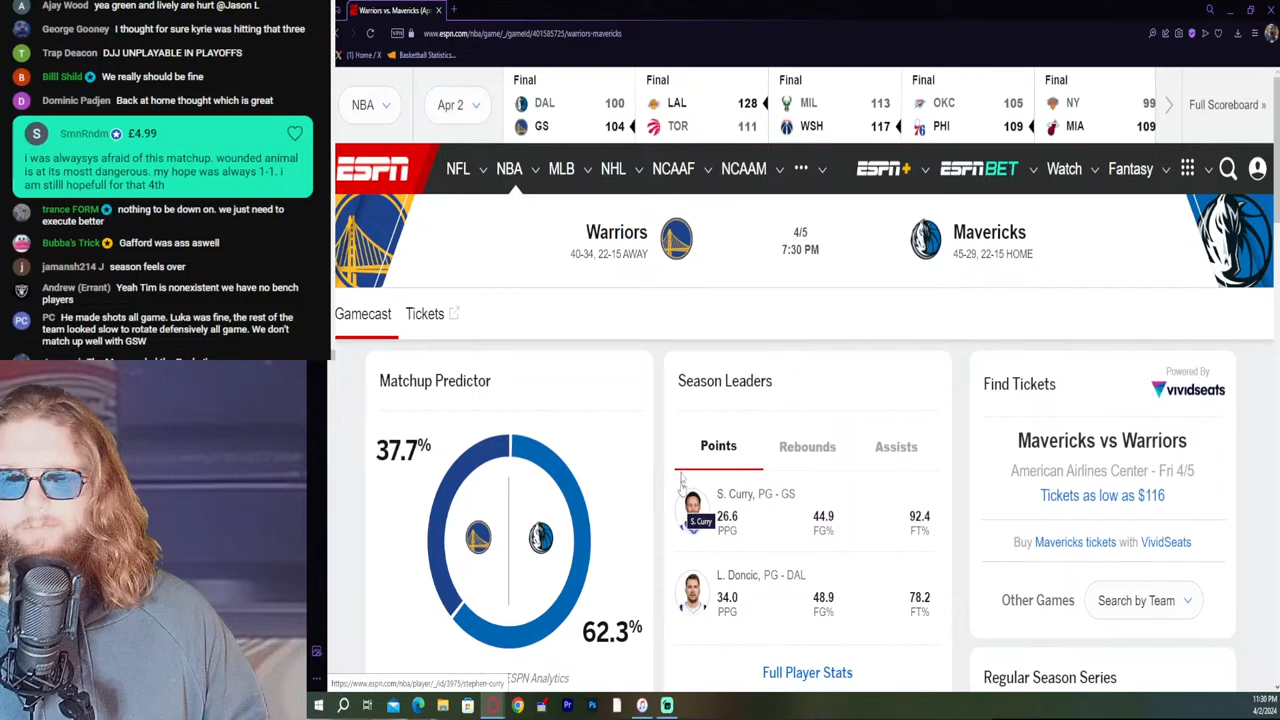 Ajay Wood yea green and lively are hurt @Jason L
George Gooney I thought for sure kyrie was hitting that three
Trap Deacon DJJ UNPLAYABLE IN PLAYOFFS
Billl Shild We really should be fine
Dominic Padjen Back at home thought which is great
S SmnRndm £4.99
i was alwaysys afraid of this matchup. wounded animal
is at its mostt dangerous. my hope was always 1-1. i
am stilll hopefull for that 4th
trance FORM nothing to be down on. we just need to
execute better
Bubba's Trick Gafford was ass aswell
j jamansh214 J season feels over
Andrew (Errant) Yeah Tim is nonexistent we have no bench
players
PC PC He made shots all game. Luka was fine, the rest of
the team looked slow to rotate defensively all game. We don't
match up well with GSW
Warriors vs. Mavericks (Ap
VPN www.espn.com/nba/game/_/gameId/401585725/warriors-mavericks
(1) Home / X Basketball Statistics...
NBA Apr 2
Final Final Final Final Final
DAL 100 LAL 128 MIL 113 OKC 105 NY 99
GS 104 TOR 111 WSH 117 PHI 109 MIA 109
Full Scoreboard »
ESPN NFL NBA MLB NHL NCAAF NCAAM ... ESPN+ ESPN BET Watch Fantasy
Warriors 4/5 Mavericks
40-34, 22-15 AWAY 7:30 PM 45-29, 22-15 HOME
Gamecast Tickets
Matchup Predictor
37.7%
62.3%
ESPN Analytics
Season Leaders
Points Rebounds Assists
S. Curry, PG - GS
26.6 44.9 92.4
PPG FG% FT%
S. Curry
L. Doncic, PG - DAL
34.0 48.9 78.2
PPG FG% FT%
Full Player Stats
Find Tickets
Powered By
vividseats
Mavericks vs Warriors
American Airlines Center - Fri 4/5
Tickets as low as $116
Buy Mavericks tickets with VividSeats
Other Games Search by Team
Regular Season Series
https://www.espn.com/nba/player/_/id/3975/stephen-curry
11:30 PM
4/2/2024